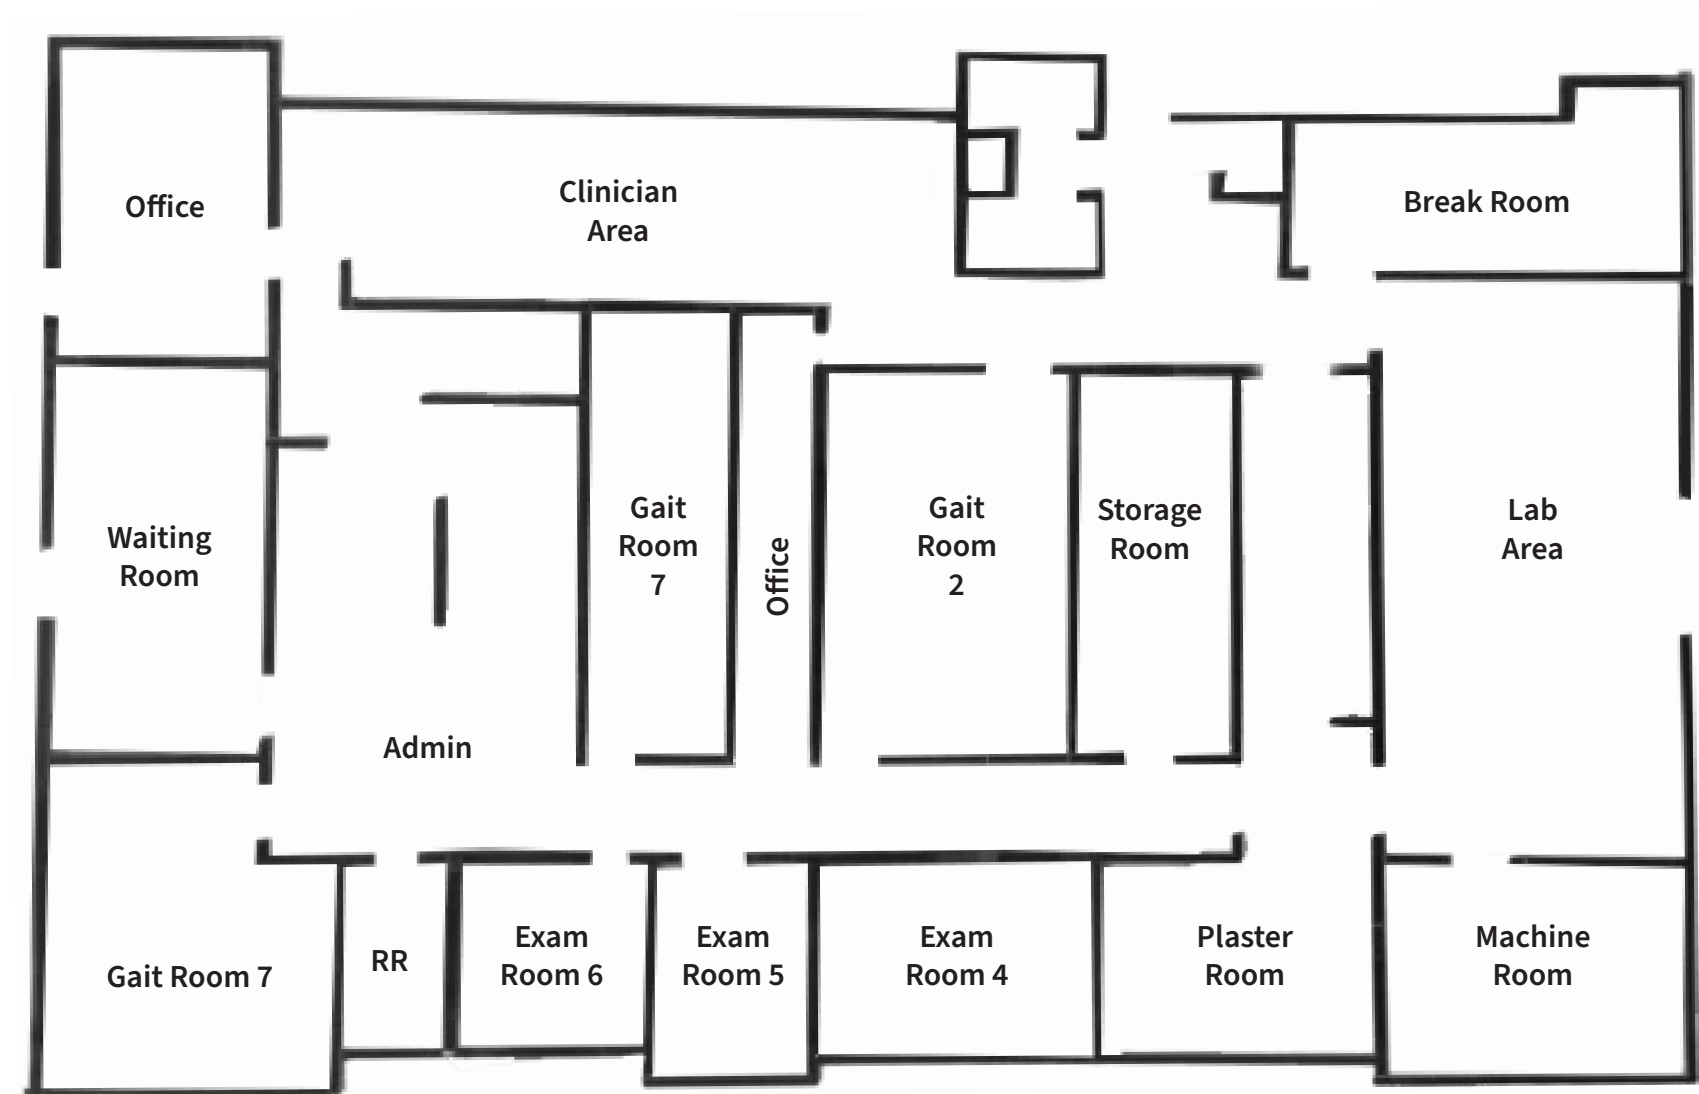 Office
Clinician
Area
Break Room
Waiting
Room
Admin
Gait
Room
7
Office
Gait
Room
2
Storage
Room
Lab
Area
Gait Room 7
RR
Exam
Room 6
Exam
Room 5
Exam
Room 4
Plaster
Room
Machine
Room